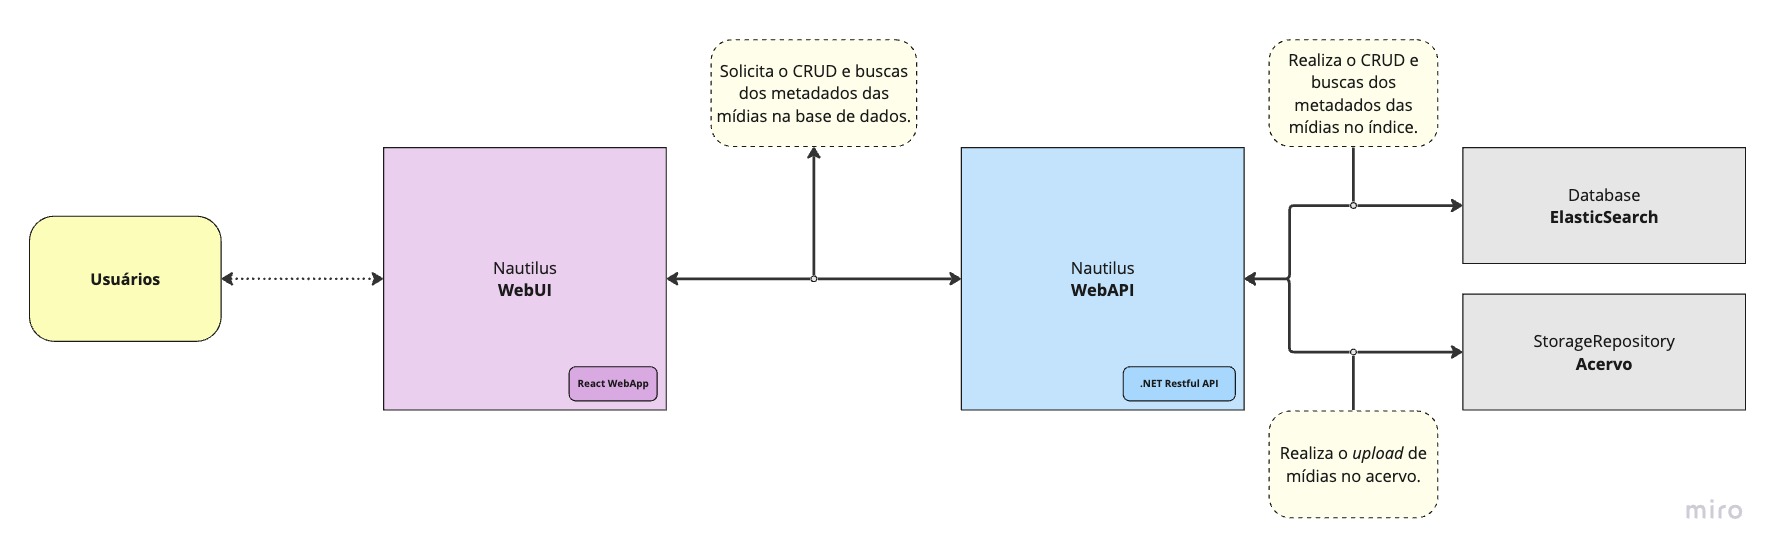 Solicita o CRUD e buscas
dos metadados das
mídias na base de dados.
Realiza o CRUD e
buscas dos
metadados das
mídias no índice.
Usuários
Nautilus
WebUI
React WebApp
Nautilus
WebAPI
.NET Restful API
Database
ElasticSearch
StorageRepository
Acervo
Realiza o upload de
mídias no acervo.
miro